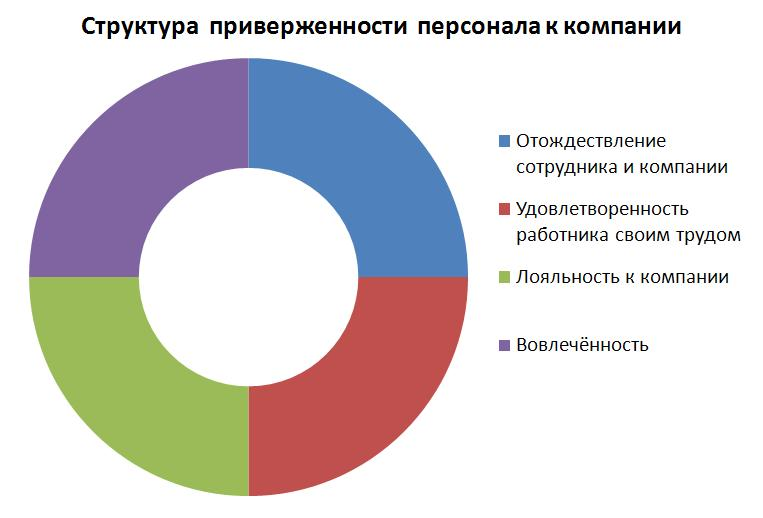 Структура приверженности персонала к компании
Отождествление
сотрудника и компании
Удовлетворенность
работника своим трудом
Лояльность к компании
Вовлечённость